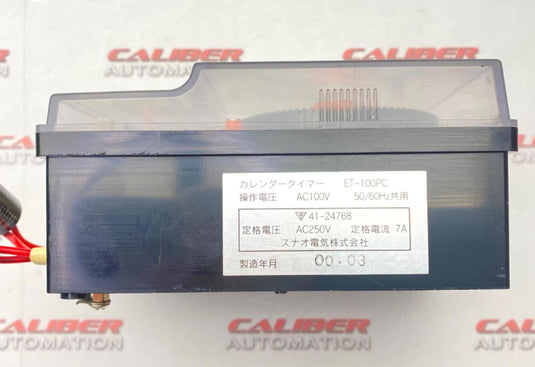 CALIBER
AUTOMATION
CALIBER
AUTOMATION
カレンダータイマー ET-100PC
操作電圧 AC100V 50/60Hz共用
41-24768
定格電圧 AC250V 定格電流 7A
スナオ電気株式会社
製造年月 00.03
CALIBER
AUTOMATION
CALIBER
AUTOMATION